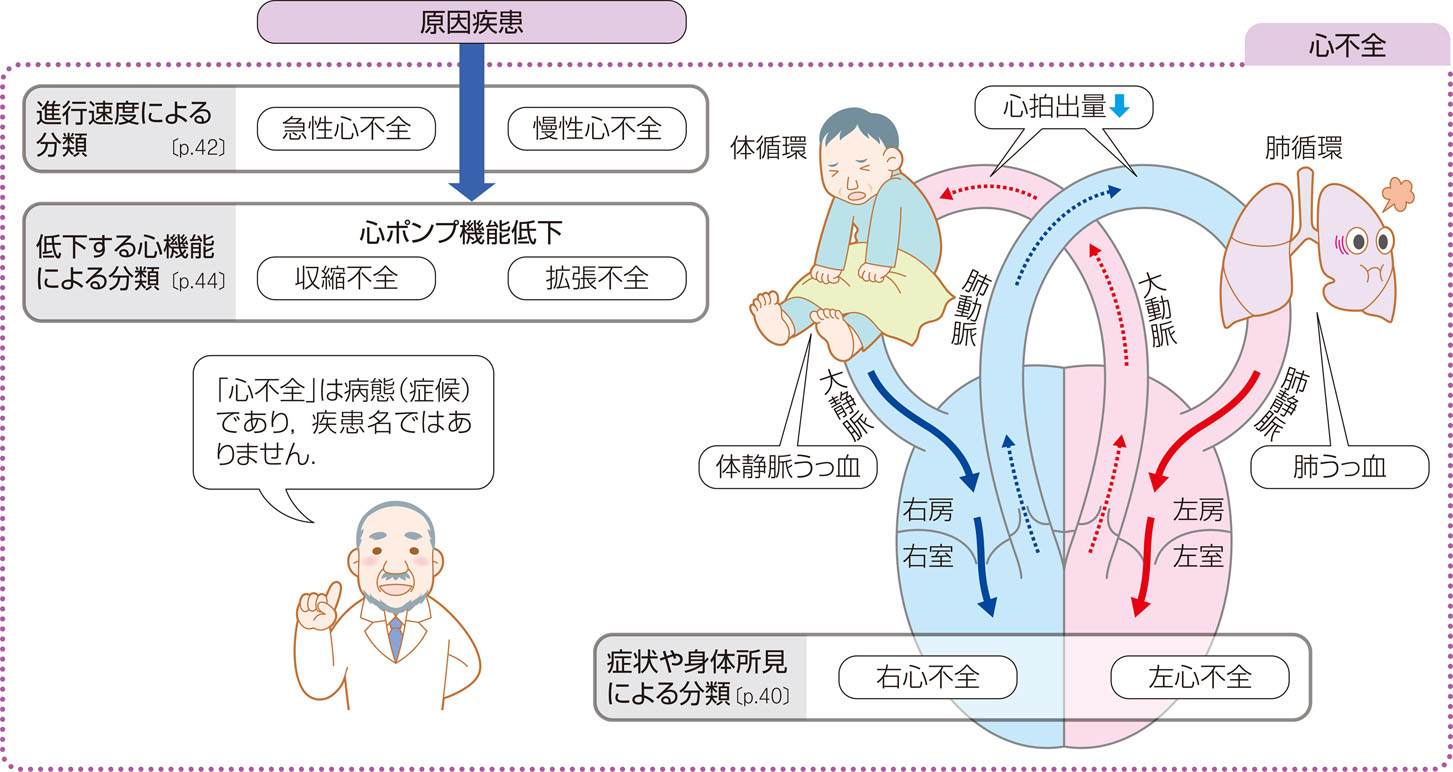 原因疾患
心不全
進行速度による
分類 〔p.42〕
急性心不全
慢性心不全
低下する心機能
による分類〔p.44〕
心ポンプ機能低下
収縮不全
拡張不全
「心不全」は病態（症候）
であり，疾患名ではあ
りません．
心拍出量
体循環
肺循環
肺動脈
大動脈
大静脈
肺静脈
体静脈うっ血
肺うっ血
右房
左房
右室
左室
症状や身体所見
による分類〔p.40〕
右心不全
左心不全